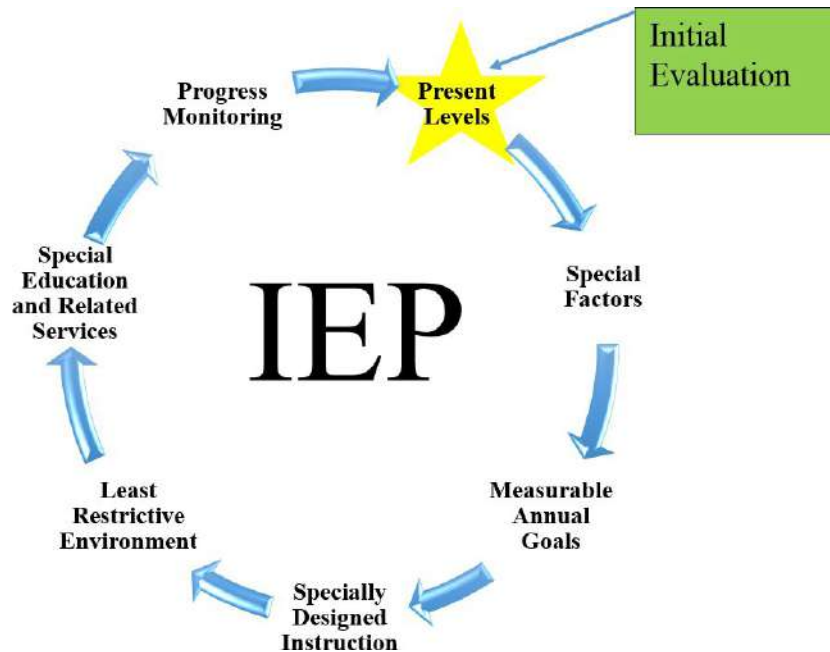 Initial
Evaluation
Present
Levels
Special
Factors
Measurable
Annual
Goals
Specially
Designed
Instruction
Least
Restrictive
Environment
Special
Education
and Related
Services
Progress
Monitoring
IEP